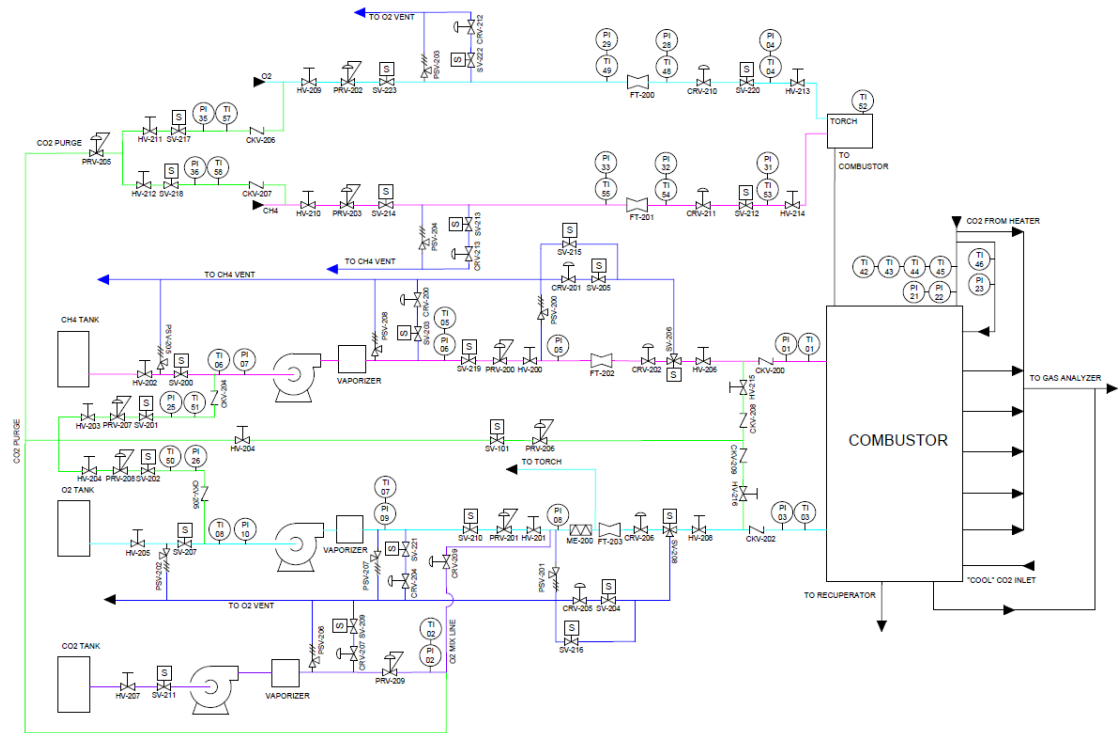 TO O2 VENT
CRV-212
S
SV-222
PSV-203
PI 29
TI 49
PI 28
TI 48
PI 04
TI 04
O2
HV-209
PRV-202
S
SV-223
FT-200
CRV-210
S
SV-220
HV-213
TI 52
TORCH
TO COMBUSTOR
CO2 PURGE
PRV-205
HV-211
S
SV-217
PI 35
TI 57
CKV-206
HV-212
S
SV-218
PI 36
TI 58
CKV-207
PI 33
TI 55
PI 32
TI 54
PI 31
TI 53
CH4
HV-210
PRV-203
S
SV-214
FT-201
CRV-211
S
SV-212
HV-214
PSV-204
S
SV-213
CRV-213
TO CH4 VENT
S
SV-215
CO2 FROM HEATER
TI 42
TI 43
TI 44
TI 45
TI 46
PI 21
PI 22
PI 23
TO CH4 VENT
CRV-200
S
SV-203
CRV-201
S
SV-205
PSV-200
CH4 TANK
PSV-205
HV-202
S
SV-200
TI 06
PI 07
CKV-204
VAPORIZER
PSV-208
TI 05
PI 06
S
SV-219
PRV-200
HV-200
PI 05
FT-202
CRV-202
SV-206
S
HV-206
CKV-200
PI 01
TI 01
HV-203
PRV-207
S
SV-201
PI 25
TI 51
HV-215
CKV-208
TO GAS ANALYZER
CO2 PURGE
HV-204
S
SV-101
PRV-206
CKV-209
HV-216
COMBUSTOR
HV-204
PRV-208
S
SV-202
TI 50
PI 26
CKV-205
TO TORCH
O2 TANK
HV-205
S
SV-207
TI 08
PI 10
VAPORIZER
TI 07
PI 09
S
SV-210
PRV-201
HV-201
PI 08
ME-200
FT-203
CRV-206
S
SV-208
HV-208
CKV-202
PI 03
TI 03
PSV-202
PSV-207
S
SV-221
CRV-204
CRV-209
PSV-201
TO O2 VENT
CRV-205
S
SV-204
S
SV-216
"COOL" CO2 INLET
TO RECUPERATOR
CO2 TANK
HV-207
S
SV-211
VAPORIZER
PSV-206
S
SV-209
CRV-207
PRV-209
TI 02
PI 02
O2 MIX LINE